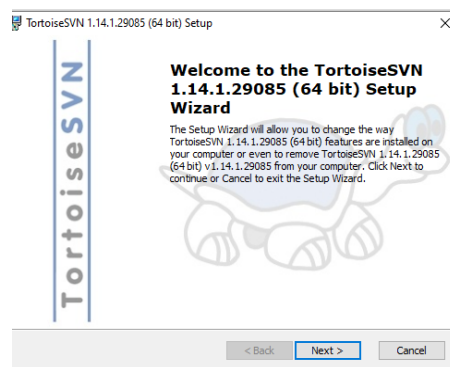 TortoiseSVN 1.14.1.29085 (64 bit) Setup
TortoiseSVN
Welcome to the TortoiseSVN
1.14.1.29085 (64 bit) Setup
Wizard
The Setup Wizard will allow you to change the way
TortoiseSVN 1.14.1.29085 (64 bit) features are installed on
your computer or even to remove TortoiseSVN 1.14.1.29085
(64 bit) v1.14.1.29085 from your computer. Click Next to
continue or Cancel to exit the Setup Wizard.
< Back
Next >
Cancel